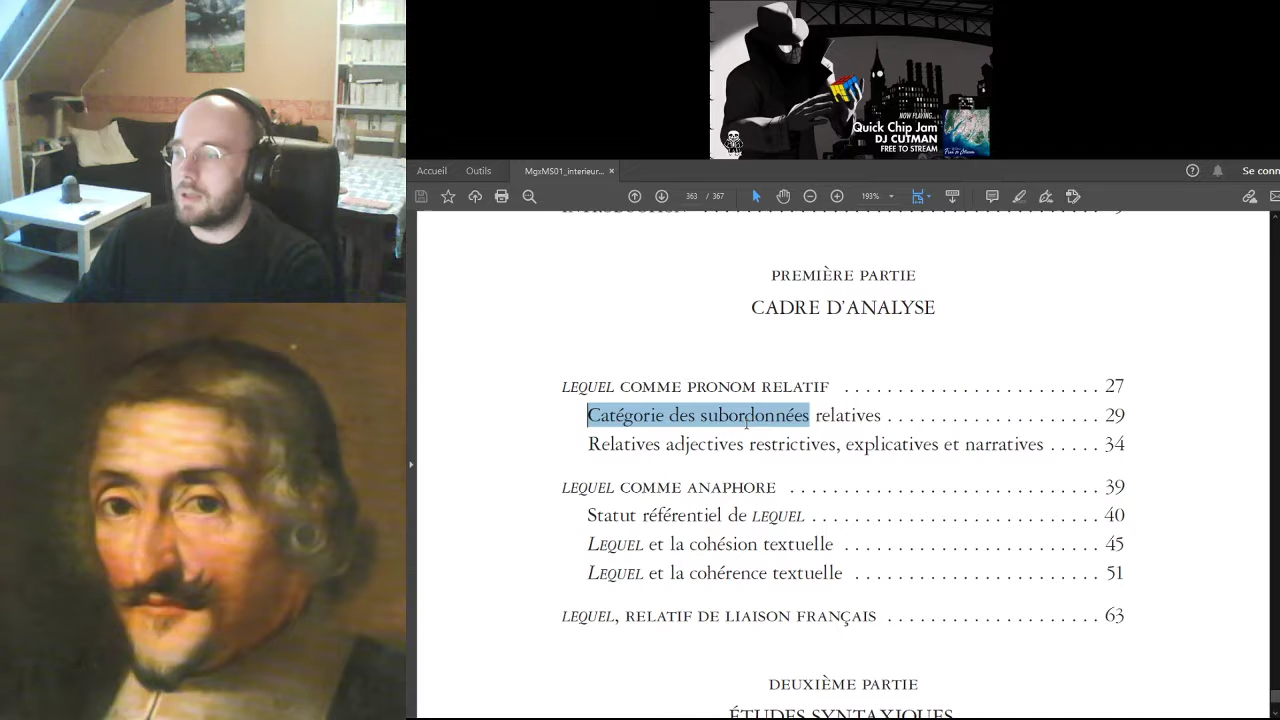 NOW PLAYING...
Quick Chip Jam
DJ CUTMAN
FREE TO STREAM
Accueil Outils MgxMS01_interieur... × Se conn
363 / 367 193%
PREMIÈRE PARTIE
CADRE D'ANALYSE
LEQUEL COMME PRONOM RELATIF . . . . . . . . . . . . . . . . . . . . . . 27
Catégorie des subordonnées relatives . . . . . . . . . . . . . . . . . . 29
Relatives adjectives restrictives, explicatives et narratives . . . . . 34
LEQUEL COMME ANAPHORE . . . . . . . . . . . . . . . . . . . . . . . . . . 39
Statut référentiel de LEQUEL . . . . . . . . . . . . . . . . . . . . . . . . 40
LEQUEL et la cohésion textuelle . . . . . . . . . . . . . . . . . . . . . 45
LEQUEL et la cohérence textuelle . . . . . . . . . . . . . . . . . . . . 51
LEQUEL, RELATIF DE LIAISON FRANÇAIS . . . . . . . . . . . . . . . . . . 63
DEUXIÈME PARTIE
ÉTUDES SYNTAXIQUES